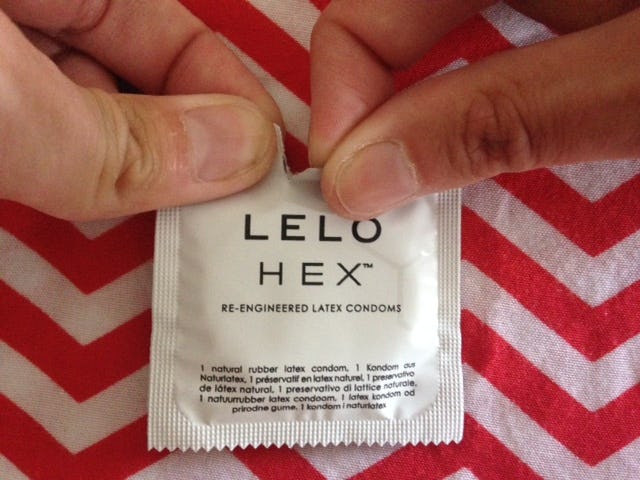 LELO
HEX™
RE-ENGINEERED LATEX CONDOMS
1 natural rubber latex condom, 1 Kondom aus
Naturlatex, 1 préservatif en latex naturel, 1 preservativo
de látex natural, 1 preservativo di lattice naturale,
1 natuurrubber latex condoom, 1 latex kondom od
prirodne gume, 1 kondom i naturlatex